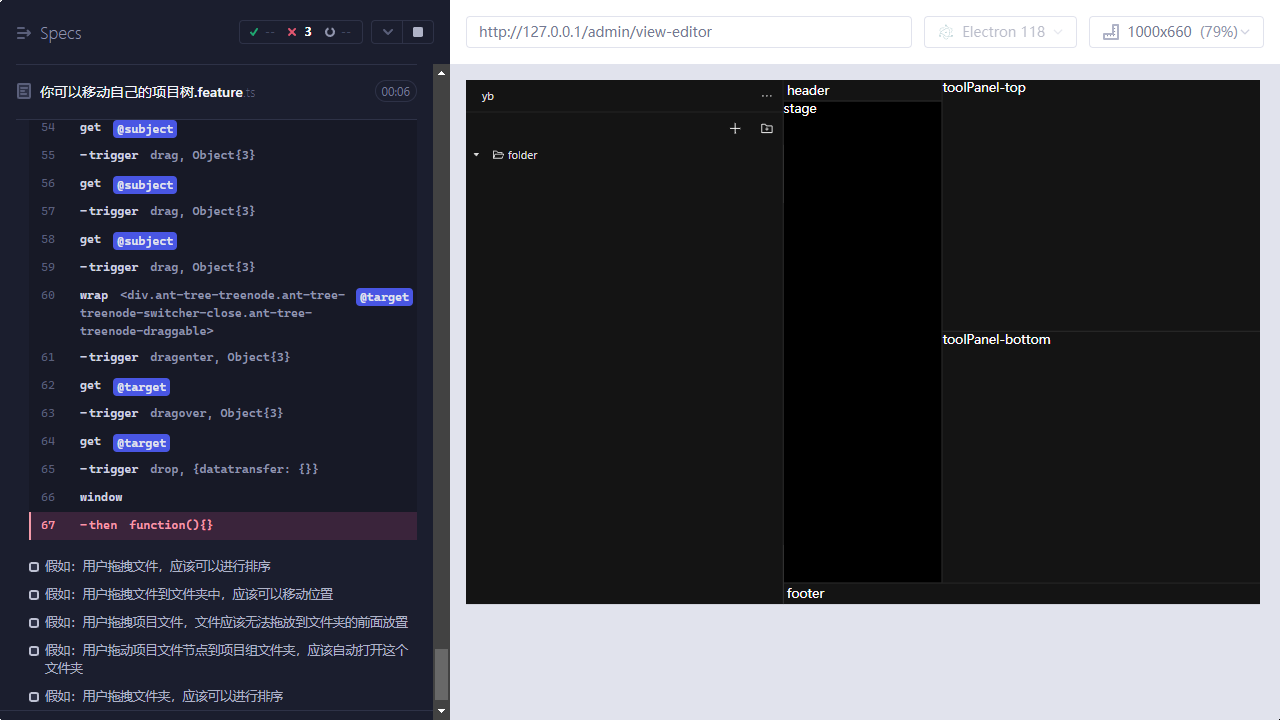 Specs
--
3
--
你可以移动自己的项目树.feature.ts
00:06
54 get @subject
55 -trigger drag, Object{3}
56 get @subject
57 -trigger drag, Object{3}
58 get @subject
59 -trigger drag, Object{3}
60 wrap <div.ant-tree-treenode.ant-tree- @target
treenode-switcher-close.ant-tree-
treenode-draggable>
61 -trigger dragenter, Object{3}
62 get @target
63 -trigger dragover, Object{3}
64 get @target
65 -trigger drop, {datatransfer: {}}
66 window
67 -then function(){}
假如: 用户拖拽文件，应该可以进行排序
假如: 用户拖拽文件到文件夹中，应该可以移动位置
假如: 用户拖拽项目文件，文件应该无法拖放到文件夹的前面放置
假如: 用户拖动项目文件节点到项目组文件夹，应该自动打开这个
文件夹
假如: 用户拖拽文件夹，应该可以进行排序
http://127.0.0.1/admin/view-editor
Electron 118
1000x660 (79%)
yb
folder
header
stage
toolPanel-top
toolPanel-bottom
footer